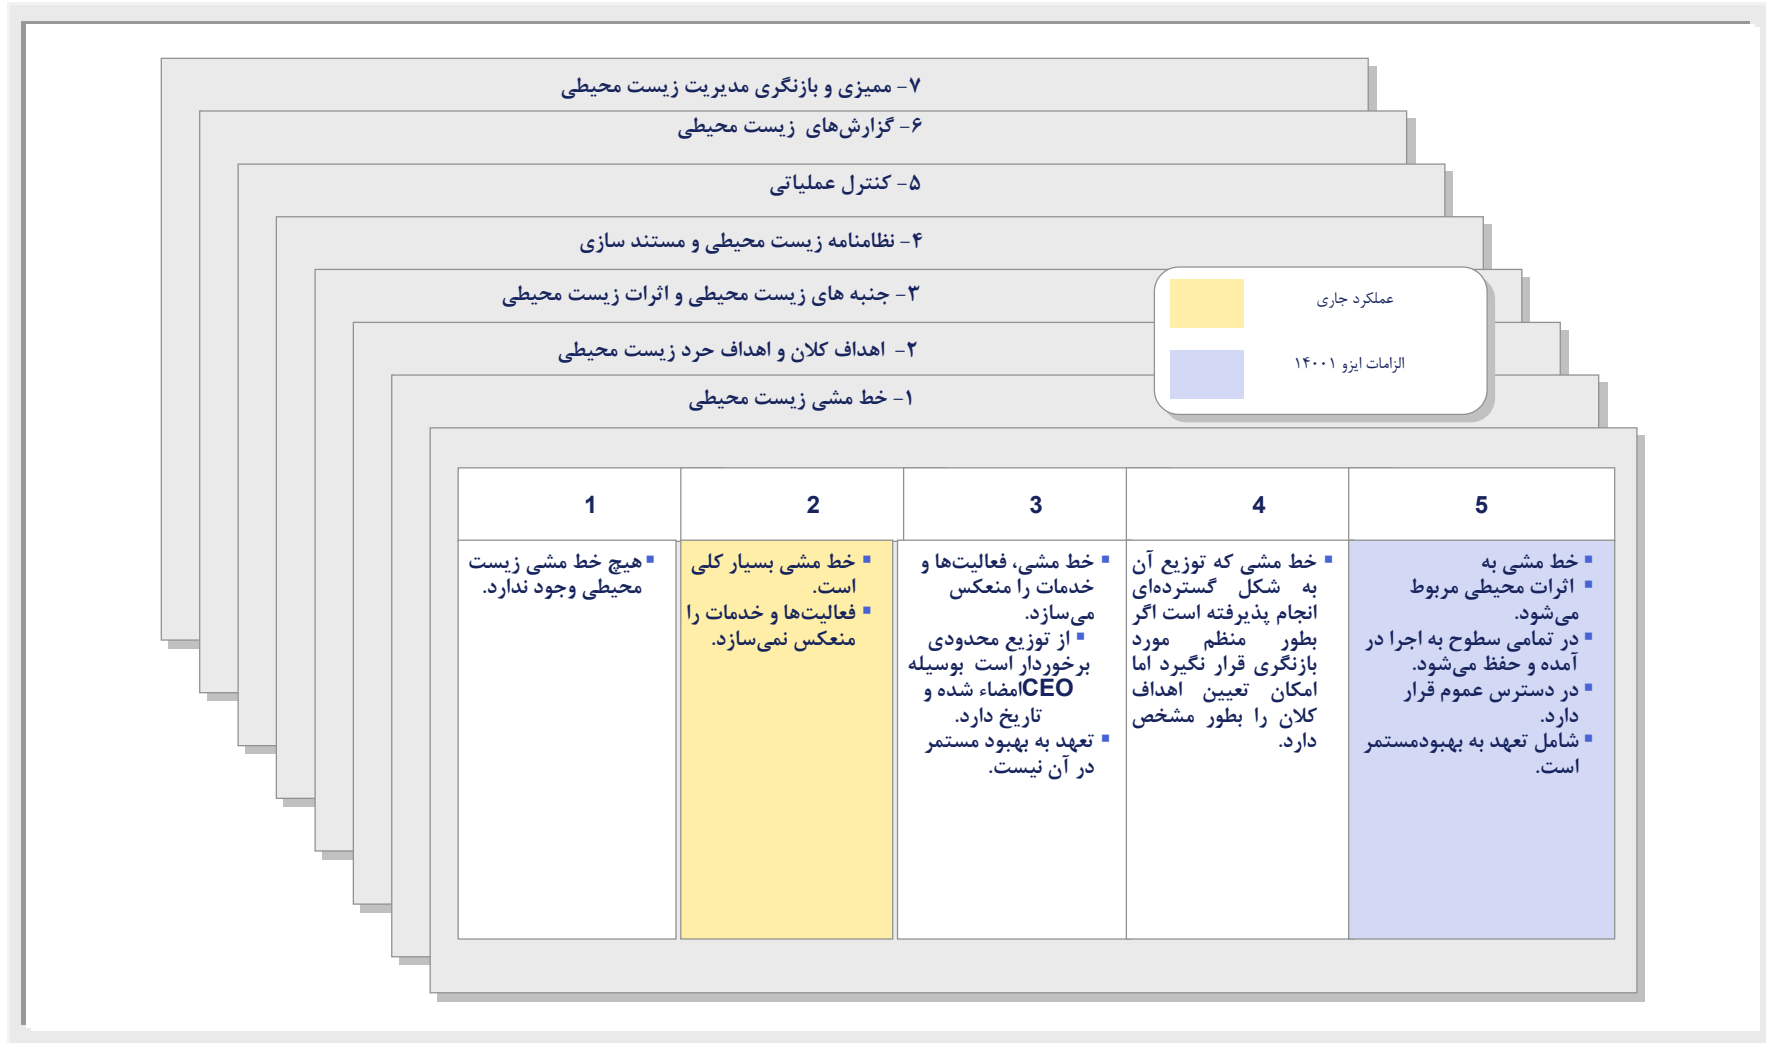 ۷- ممیزی و بازنگری مدیریت زیست محیطی
۶- گزارش‌های زیست محیطی
۵- کنترل عملیاتی
۴- نظامنامه زیست محیطی و مستند سازی
۳- جنبه های زیست محیطی و اثرات زیست محیطی
۲- اهداف کلان و اهداف حرد زیست محیطی
۱- خط مشی زیست محیطی
عملکرد جاری
الزامات ایزو ۱۴۰۰۱
1
2
3
4
5
▪ هیچ خط مشی زیست
محیطی وجود ندارد.
▪ خط مشی بسیار کلی
است.
▪ فعالیت‌ها و خدمات را
منعکس نمی‌سازد.
▪ خط مشی، فعالیت‌ها و
خدمات را منعکس
می‌سازد.
▪ از توزیع محدودی
برخوردار است بوسیله
CEOامضاء شده و
تاریخ دارد.
▪ تعهد به بهبود مستمر
در آن نیست.
▪ خط مشی که توزیع آن
به شکل گسترده‌ای
انجام پذیرفته است اگر
بطور منظم مورد
بازنگری قرار نگیرد اما
امکان تعیین اهداف
کلان را بطور مشخص
دارد.
▪ خط مشی به
▪ اثرات محیطی مربوط
می‌شود.
▪ در تمامی سطوح به اجرا در
آمده و حفظ می‌شود.
▪ در دسترس عموم قرار
دارد.
▪ شامل تعهد به بهبودمستمر
است.